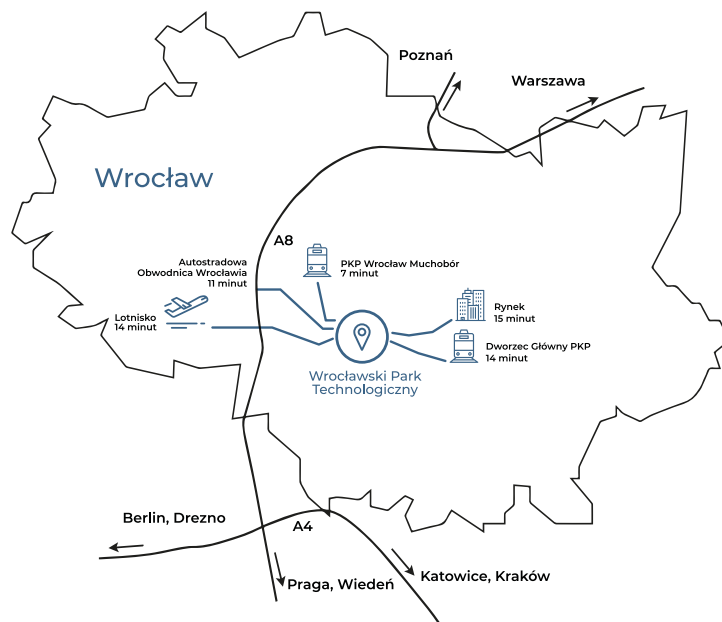 Poznań
Warszawa
Wrocław
A8
Autostradowa
Obwodnica Wrocławia
11 minut
PKP Wrocław Muchobór
7 minut
Lotnisko
14 minut
Rynek
15 minut
Dworzec Główny PKP
14 minut
Wrocławski Park
Technologiczny
Berlin, Drezno
A4
Praga, Wiedeń
Katowice, Kraków